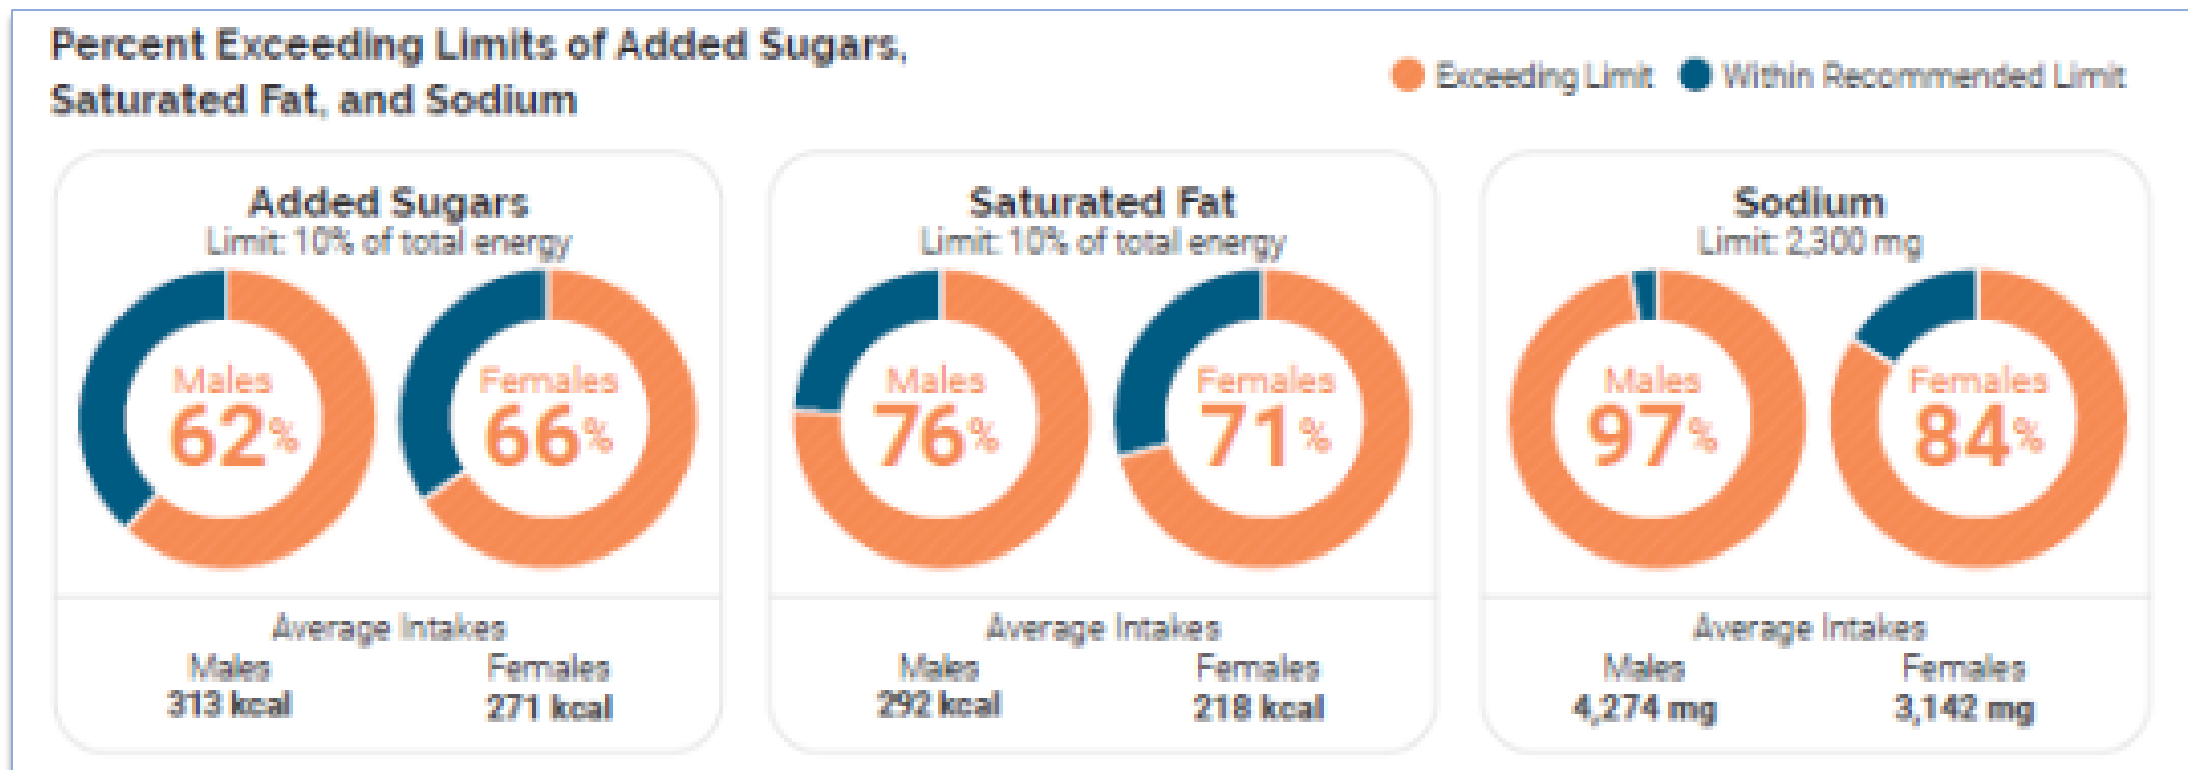 Percent Exceeding Limits of Added Sugars,
Saturated Fat, and Sodium
Exceeding Limit
Within Recommended Limit
Added Sugars
Limit: 10% of total energy
Males
62%
Females
66%
Average Intakes
Males
313 kcal
Females
271 kcal
Saturated Fat
Limit: 10% of total energy
Males
76%
Females
71%
Average Intakes
Males
292 kcal
Females
218 kcal
Sodium
Limit: 2,300 mg
Males
97%
Females
84%
Average Intakes
Males
4,274 mg
Females
3,142 mg